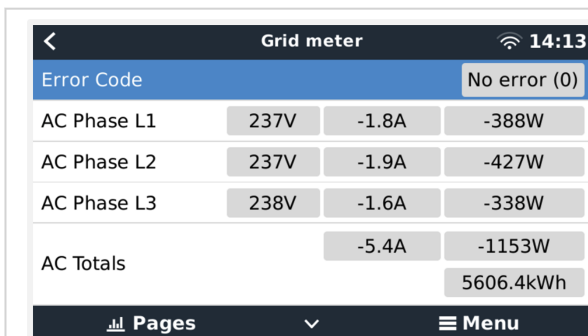 Grid meter 14:13
Error Code No error (0)
AC Phase L1 237V -1.8A -388W
AC Phase L2 237V -1.9A -427W
AC Phase L3 238V -1.6A -338W
AC Totals -5.4A -1153W
5606.4kWh
Pages Menu